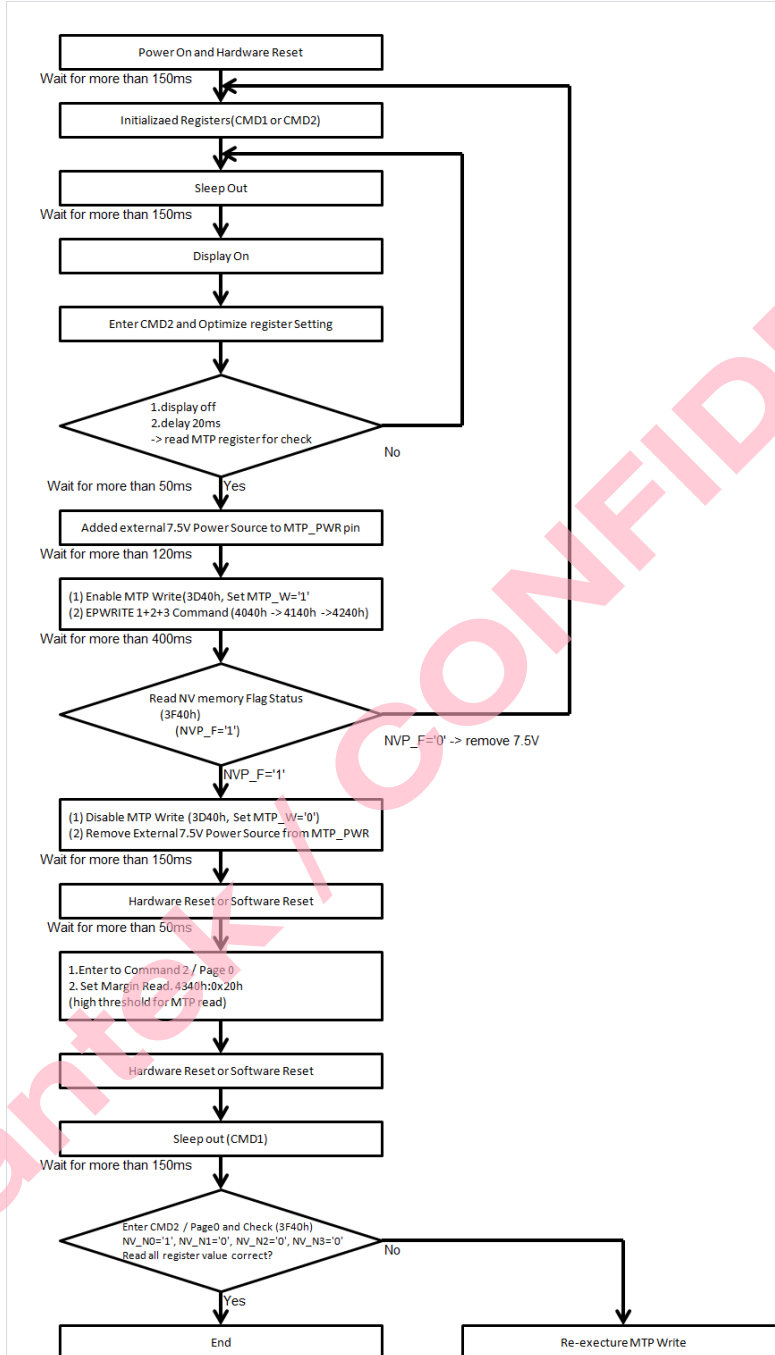 Power On and Hardware Reset
Wait for more than 150ms
Initializaed Registers(CMD1 or CMD2)
Sleep Out
Wait for more than 150ms
Display On
Enter CMD2 and Optimize register Setting
1.display off
2.delay 20ms
-> read MTP register for check
No
Wait for more than 50ms
Yes
Added external 7.5V Power Source to MTP_PWR pin
Wait for more than 120ms
(1) Enable MTP Write(3D40h, Set MTP_W='1'
(2) EPWRITE 1+2+3 Command (4040h -> 4140h ->4240h)
Wait for more than 400ms
Read NV memory Flag Status
(3F40h)
(NVP_F='1')
NVP_F='0' -> remove 7.5V
NVP_F='1'
(1) Disable MTP Write (3D40h, Set MTP_W='0')
(2) Remove External 7.5V Power Source from MTP_PWR
Wait for more than 150ms
Hardware Reset or Software Reset
Wait for more than 50ms
1.Enter to Command 2 / Page 0
2. Set Margin Read. 4340h:0x20h
(high threshold for MTP read)
Hardware Reset or Software Reset
Sleep out (CMD1)
Wait for more than 150ms
Enter CMD2 / Page0 and Check (3F40h)
NV_N0='1', NV_N1='0', NV_N2='0', NV_N3='0'
Read all register value correct?
No
Yes
End
Re-execture MTP Write
antek / CONFID